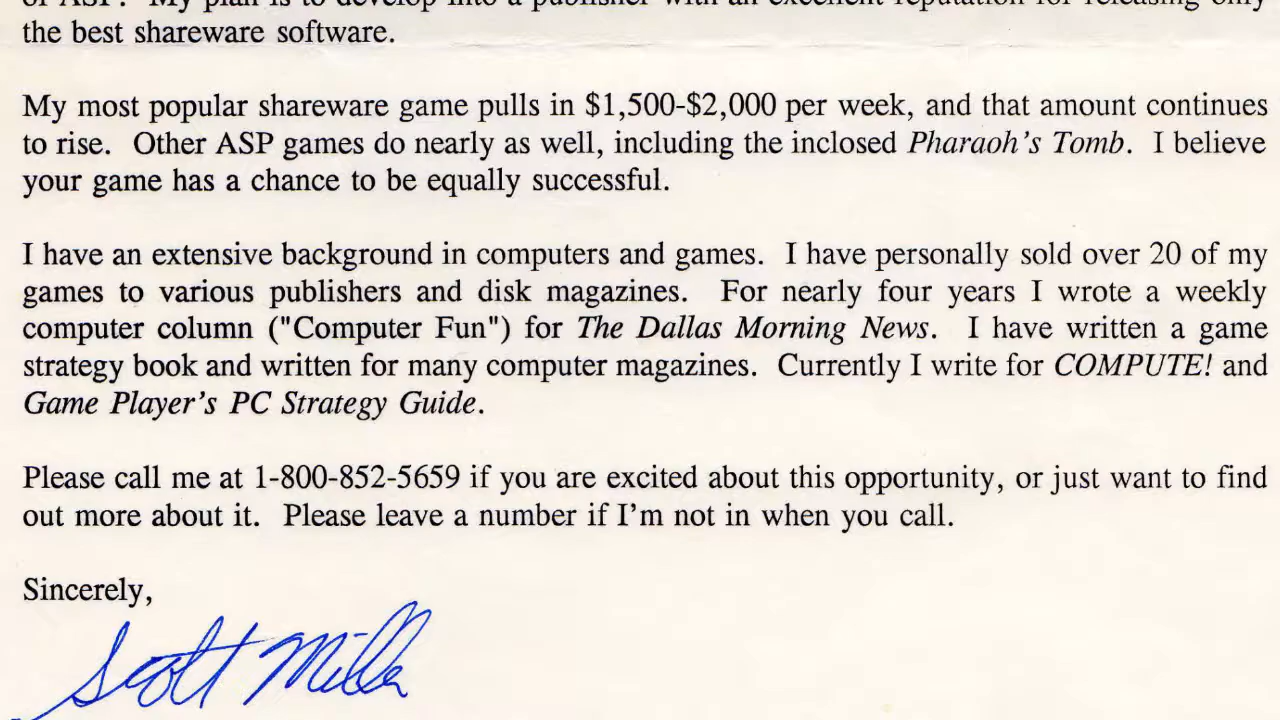 of ASP. My plan is to develop into a publisher with an excellent reputation for releasing only
the best shareware software.
My most popular shareware game pulls in $1,500-$2,000 per week, and that amount continues
to rise. Other ASP games do nearly as well, including the inclosed Pharaoh's Tomb. I believe
your game has a chance to be equally successful.
I have an extensive background in computers and games. I have personally sold over 20 of my
games to various publishers and disk magazines. For nearly four years I wrote a weekly
computer column ("Computer Fun") for The Dallas Morning News. I have written a game
strategy book and written for many computer magazines. Currently I write for COMPUTE! and
Game Player's PC Strategy Guide.
Please call me at 1-800-852-5659 if you are excited about this opportunity, or just want to find
out more about it. Please leave a number if I'm not in when you call.
Sincerely,
Scott Miller